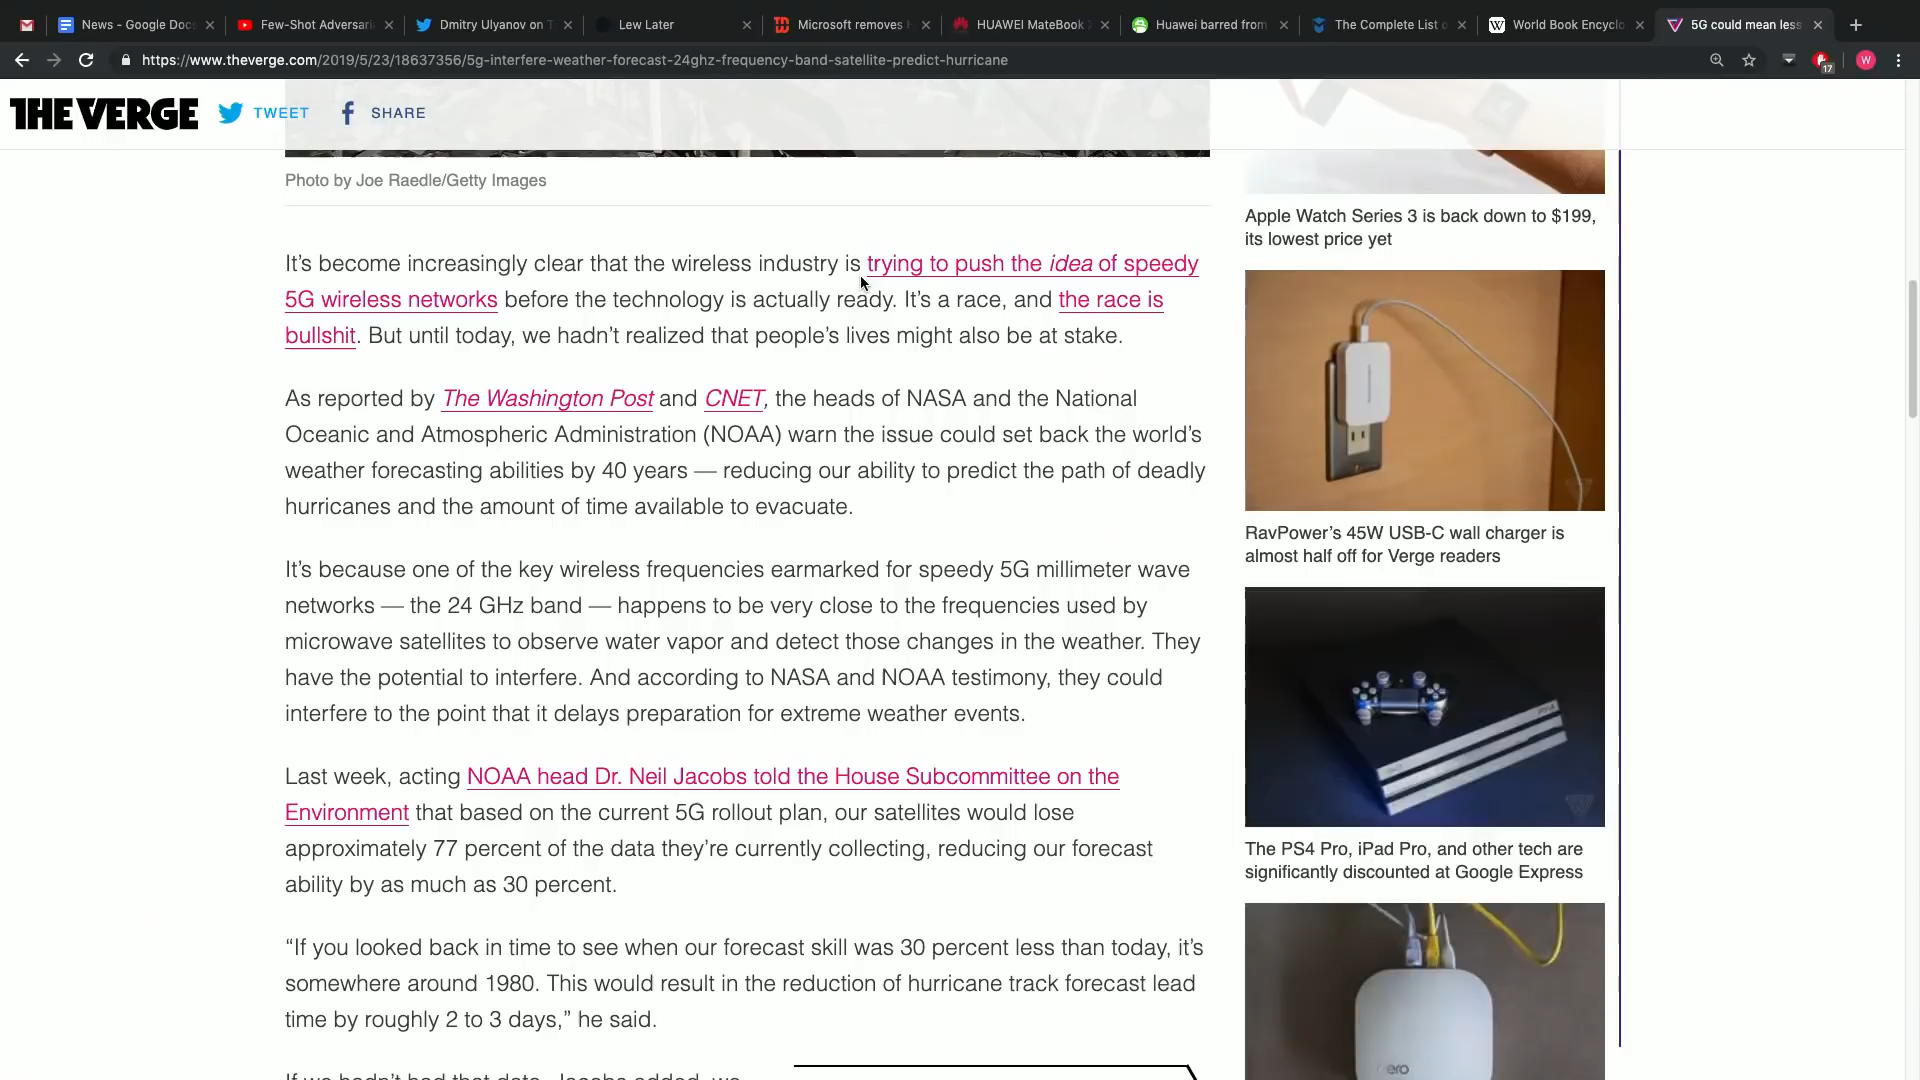 News - Google Doc
Few-Shot Adversari
Dmitry Ulyanov on T
Lew Later
Microsoft removes H
HUAWEI MateBook
Huawei barred from
The Complete List o
World Book Encyclo
5G could mean less
https://www.theverge.com/2019/5/23/18637356/5g-interfere-weather-forecast-24ghz-frequency-band-satellite-predict-hurricane
17
W
THE VERGE
TWEET
SHARE
Photo by Joe Raedle/Getty Images
It’s become increasingly clear that the wireless industry is trying to push the idea of speedy
5G wireless networks before the technology is actually ready. It’s a race, and the race is
bullshit. But until today, we hadn’t realized that people’s lives might also be at stake.
As reported by The Washington Post and CNET, the heads of NASA and the National
Oceanic and Atmospheric Administration (NOAA) warn the issue could set back the world’s
weather forecasting abilities by 40 years — reducing our ability to predict the path of deadly
hurricanes and the amount of time available to evacuate.
It’s because one of the key wireless frequencies earmarked for speedy 5G millimeter wave
networks — the 24 GHz band — happens to be very close to the frequencies used by
microwave satellites to observe water vapor and detect those changes in the weather. They
have the potential to interfere. And according to NASA and NOAA testimony, they could
interfere to the point that it delays preparation for extreme weather events.
Last week, acting NOAA head Dr. Neil Jacobs told the House Subcommittee on the
Environment that based on the current 5G rollout plan, our satellites would lose
approximately 77 percent of the data they’re currently collecting, reducing our forecast
ability by as much as 30 percent.
“If you looked back in time to see when our forecast skill was 30 percent less than today, it’s
somewhere around 1980. This would result in the reduction of hurricane track forecast lead
time by roughly 2 to 3 days,” he said.
If we hadn’t had that data, Jacobs added, we
Apple Watch Series 3 is back down to $199,
its lowest price yet
RavPower’s 45W USB-C wall charger is
almost half off for Verge readers
The PS4 Pro, iPad Pro, and other tech are
significantly discounted at Google Express
ero